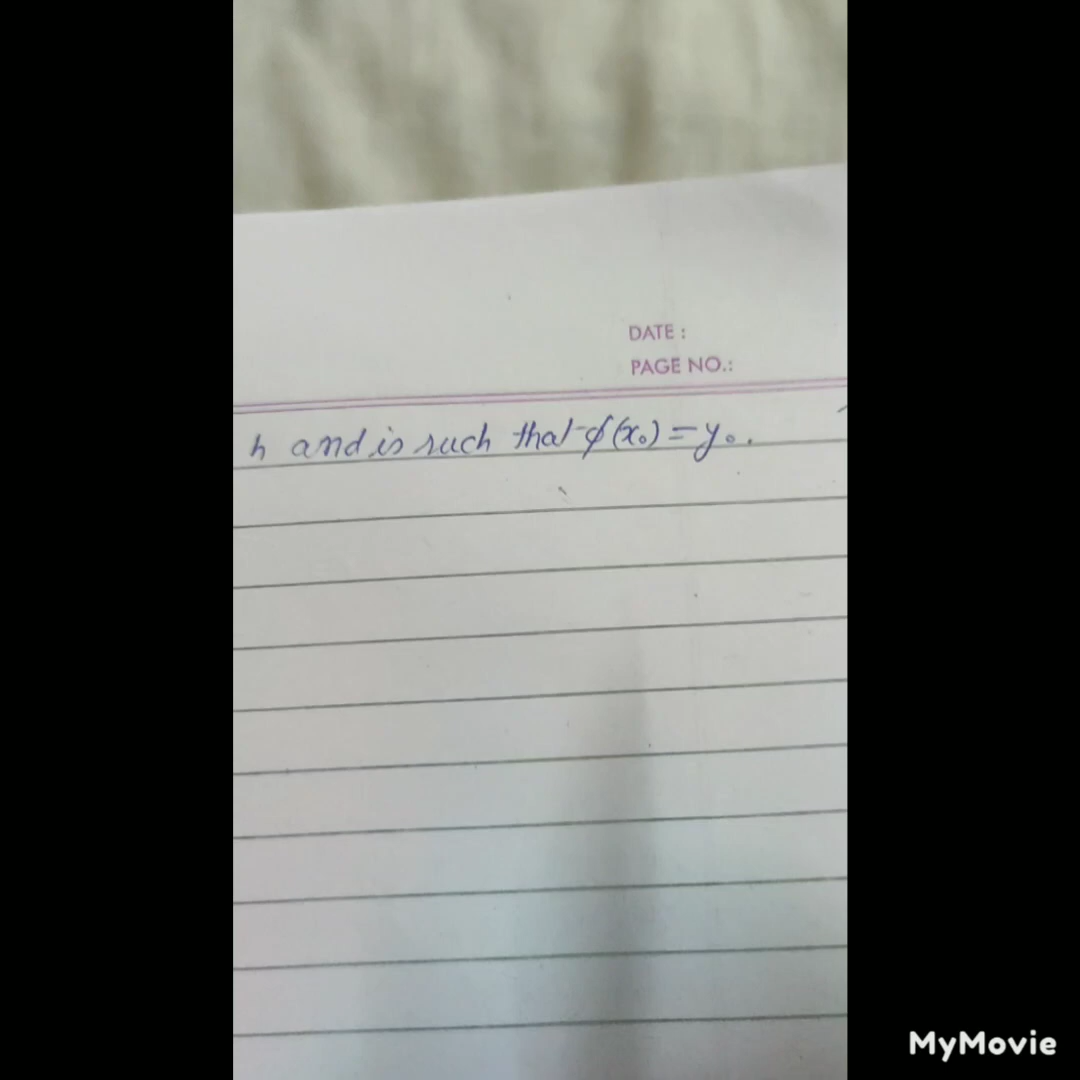 DATE :
PAGE NO.:
h and is such that ϕ(x₀) = y₀.
MyMovie